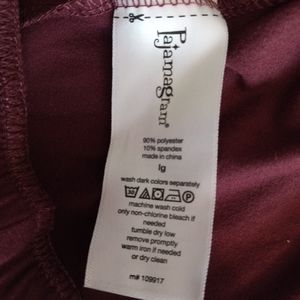 Pajamagram®
90% polyester
10% spandex
made in china
lg
wash dark colors separately
machine wash cold
only non-chlorine bleach if
needed
tumble dry low
remove promptly
warm iron if needed
or dry clean
m# 109917